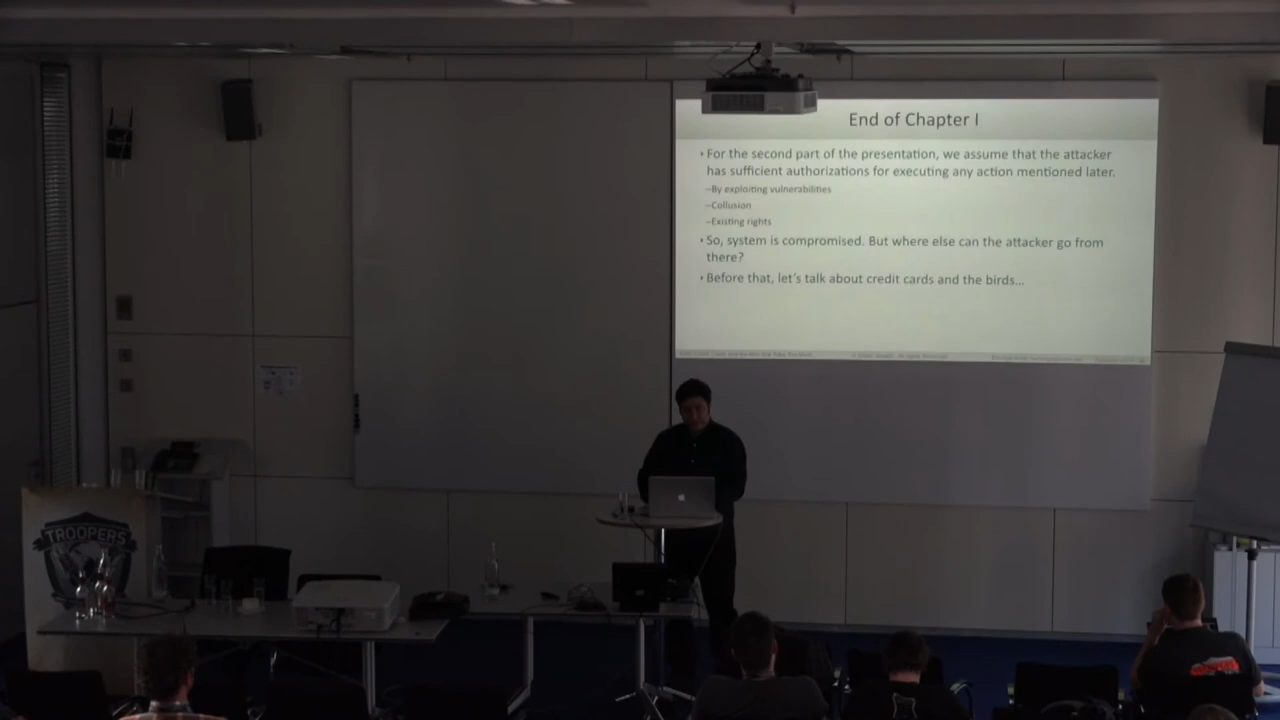 End of Chapter I
• For the second part of the presentation, we assume that the attacker
has sufficient authorizations for executing any action mentioned later.
–By exploiting vulnerabilities
–Collusion
–Existing rights
• So, system is compromised. But where else can the attacker go from
there?
• Before that, let's talk about credit cards and the birds...
TROOPERS